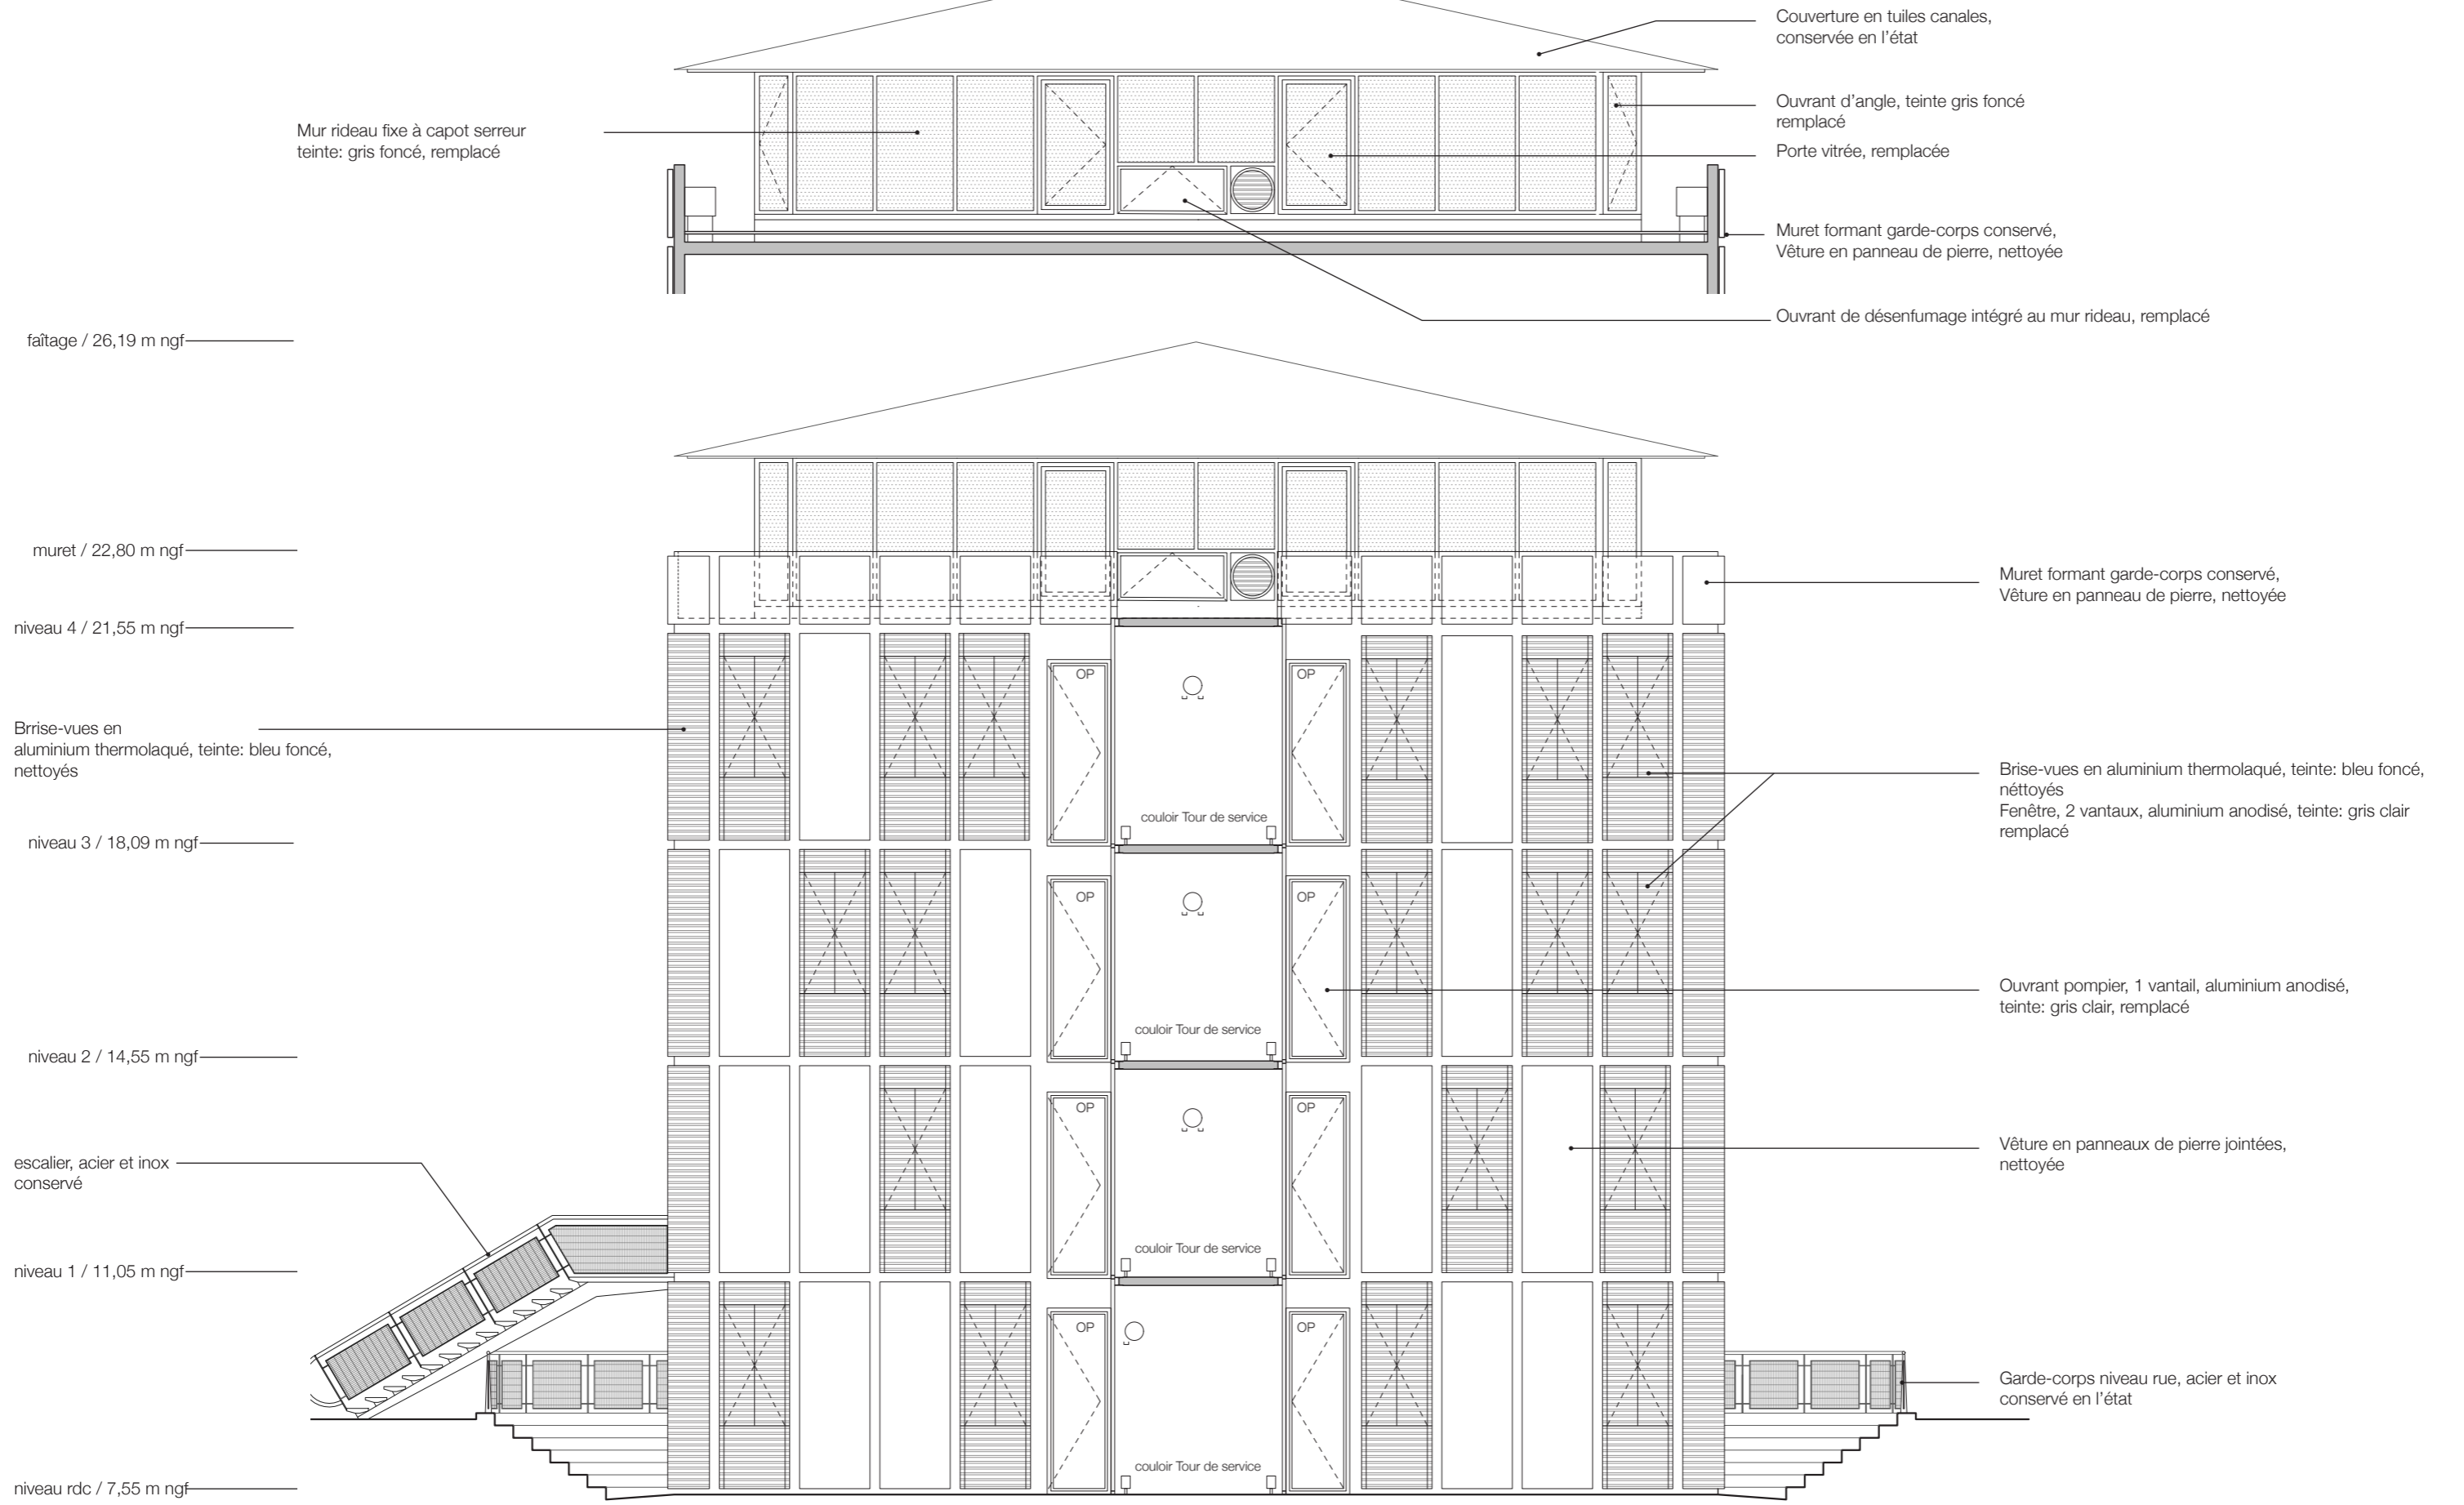 Couverture en tuiles canales,
conservée en l'état
Ouvrant d'angle, teinte gris foncé
remplacé
Mur rideau fixe à capot serreur
teinte: gris foncé, remplacé
Porte vitrée, remplacée
Muret formant garde-corps conservé,
Vêture en panneau de pierre, nettoyée
Ouvrant de désenfumage intégré au mur rideau, remplacé
faîtage / 26,19 m ngf
muret / 22,80 m ngf
Muret formant garde-corps conservé,
Vêture en panneau de pierre, nettoyée
niveau 4 / 21,55 m ngf
OP
OP
Brrise-vues en
aluminium thermolaqué, teinte: bleu foncé,
nettoyés
Brise-vues en aluminium thermolaqué, teinte: bleu foncé,
néttoyés
Fenêtre, 2 vantaux, aluminium anodisé, teinte: gris clair
remplacé
couloir Tour de service
niveau 3 / 18,09 m ngf
OP
OP
Ouvrant pompier, 1 vantail, aluminium anodisé,
teinte: gris clair, remplacé
couloir Tour de service
niveau 2 / 14,55 m ngf
OP
OP
Vêture en panneaux de pierre jointées,
nettoyée
escalier, acier et inox
conservé
couloir Tour de service
niveau 1 / 11,05 m ngf
OP
OP
Garde-corps niveau rue, acier et inox
conservé en l'état
couloir Tour de service
niveau rdc / 7,55 m ngf